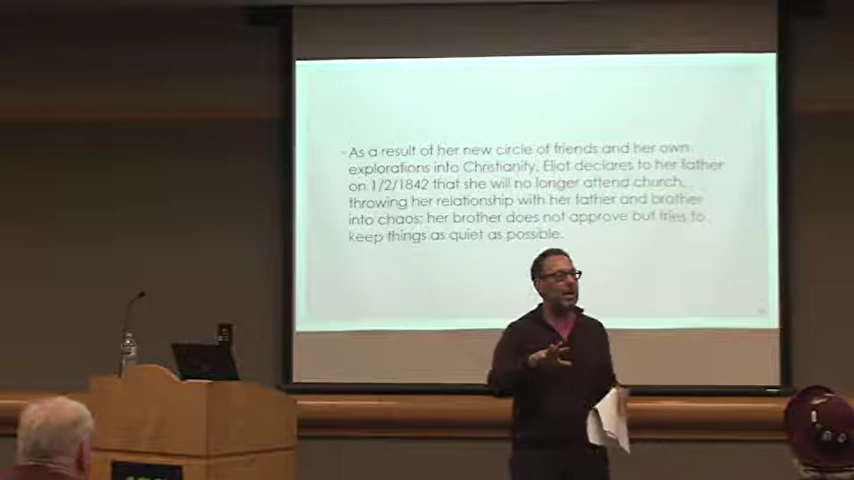 - As a result of her new circle of friends and her own
explorations into Christianity, Eliot declares to her father
on 1/2/1842 that she will no longer attend church,
throwing her relationship with her father and brother
into chaos; her brother does not approve but tries to
keep things as quiet as possible.